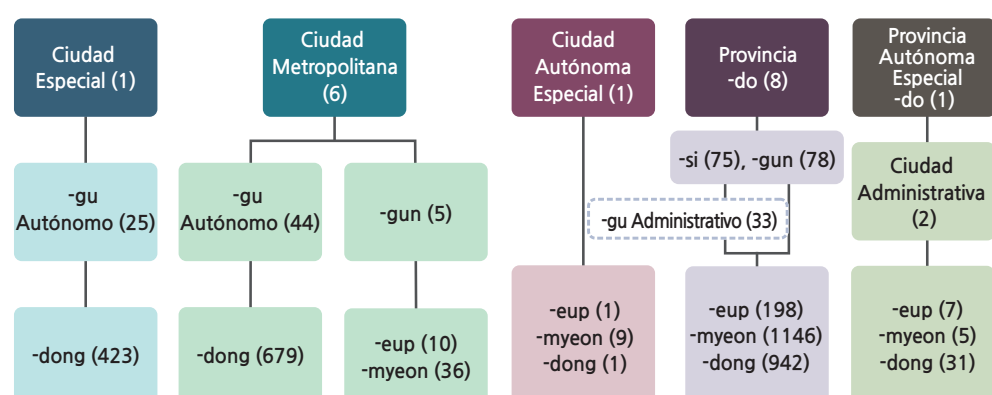 Ciudad
Especial (1)
Ciudad
Metropolitana
(6)
Ciudad
Autónoma
Especial (1)
Provincia
-do (8)
Provincia
Autónoma
Especial
-do (1)
-gu
Autónomo (25)
-gu
Autónomo (44)
-gun (5)
-si (75), -gun (78)
-gu Administrativo (33)
Ciudad
Administrativa
(2)
-dong (423)
-dong (679)
-eup (10)
-myeon (36)
-eup (1)
-myeon (9)
-dong (1)
-eup (198)
-myeon (1146)
-dong (942)
-eup (7)
-myeon (5)
-dong (31)